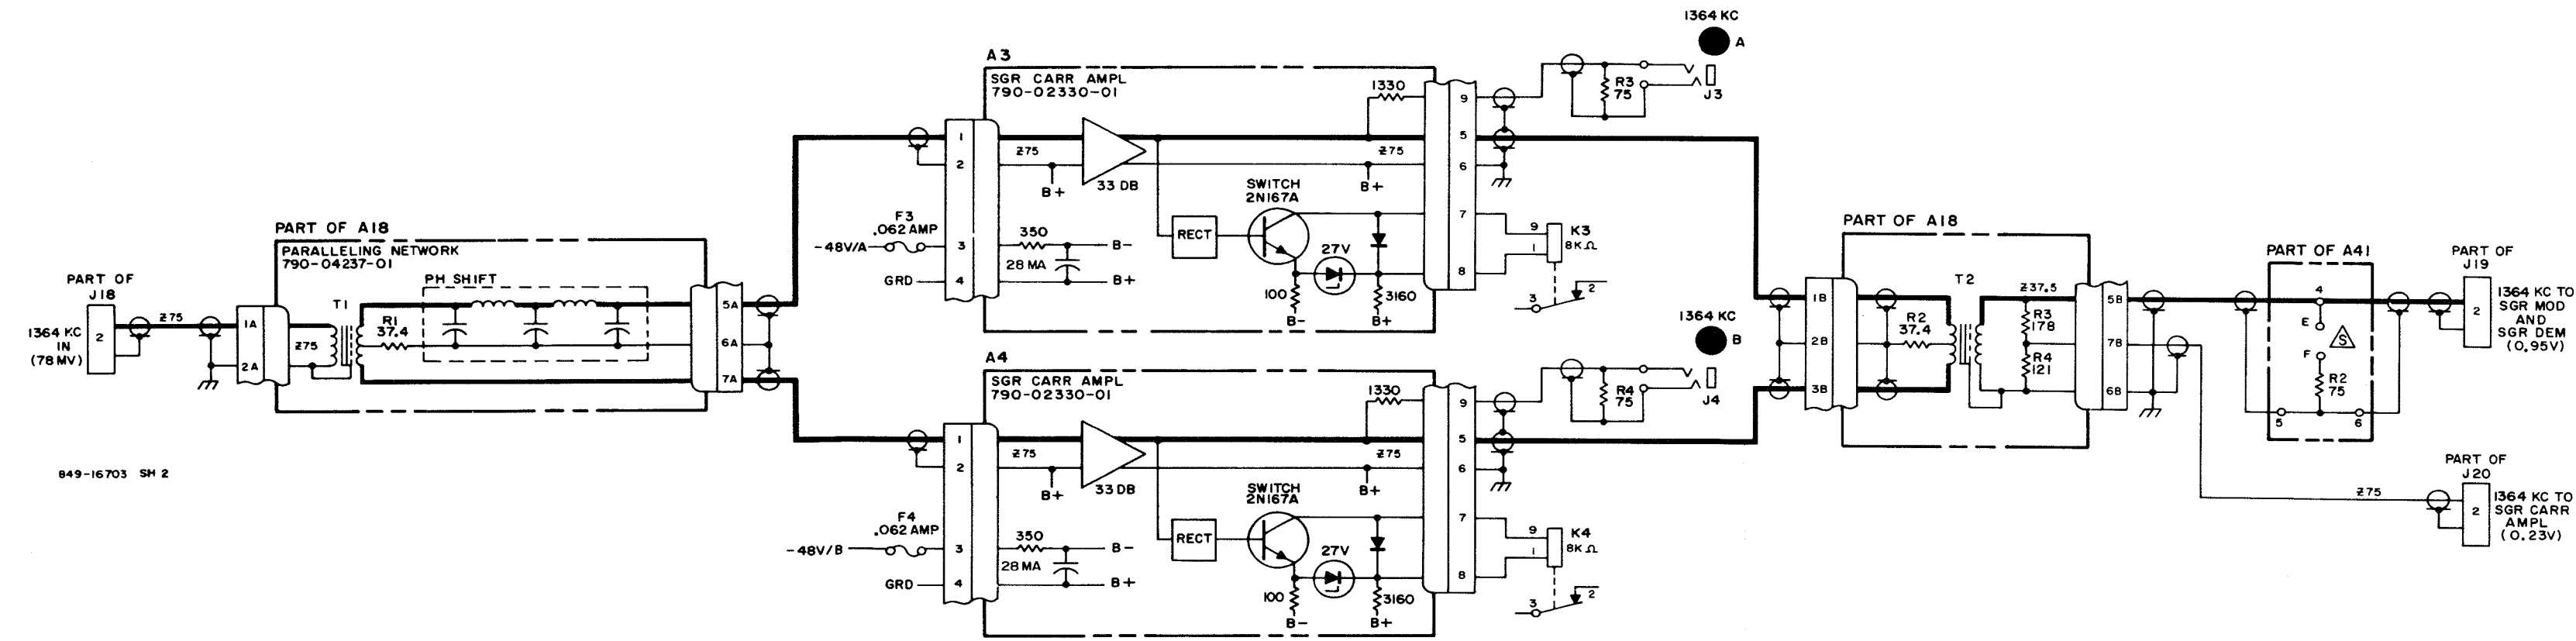 PART OF
J18
1364 KC
IN
(78 MV)
2
Z75
PART OF A18
PARALLELING NETWORK
790-04237-01
1A
2A
Z75
T1
R1
37.4
PH SHIFT
5A
6A
7A
849-16703 SH 2
A3
SGR CARR AMPL
790-02330-01
1
2
3
4
F3
.062 AMP
-48V/A
GRD
Z75
B+
33 DB
350
28 MA
B-
B+
RECT
SWITCH
2N167A
27V
100
B-
3160
B+
1330
Z75
B+
9
5
6
7
8
1364 KC
A
R3
75
J3
9
1
K3
8KΩ
3
2
A4
SGR CARR AMPL
790-02330-01
1
2
3
4
F4
.062 AMP
-48V/B
GRD
Z75
B+
33 DB
350
28 MA
B-
B+
RECT
SWITCH
2N167A
27V
100
B-
3160
B+
1330
Z75
B+
9
5
6
7
8
1364 KC
B
R4
75
J4
9
1
K4
8KΩ
3
2
PART OF A18
1B
2B
3B
R2
37.4
T2
Z37.5
R3
178
R4
121
5B
7B
6B
PART OF A41
4
E
S
F
R2
75
5
6
PART OF
J19
2
1364 KC TO
SGR MOD
AND
SGR DEM
(0.95V)
Z75
PART OF
J20
2
1364 KC TO
SGR CARR
AMPL
(0.23V)